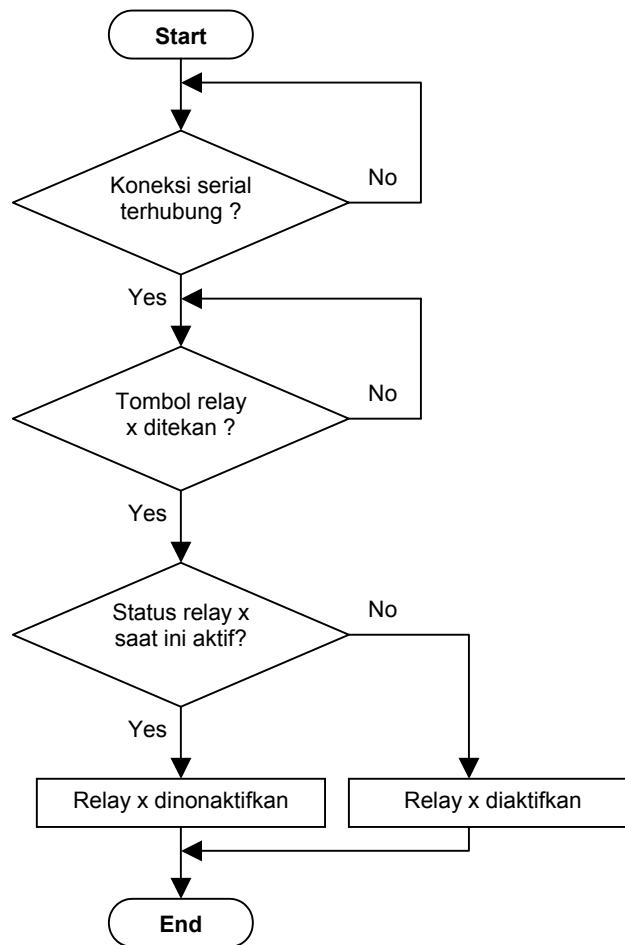 Start
Koneksi serial
terhubung ?
No
Yes
Tombol relay
x ditekan ?
No
Yes
Status relay x
saat ini aktif?
No
Yes
Relay x dinonaktifkan
Relay x diaktifkan
End